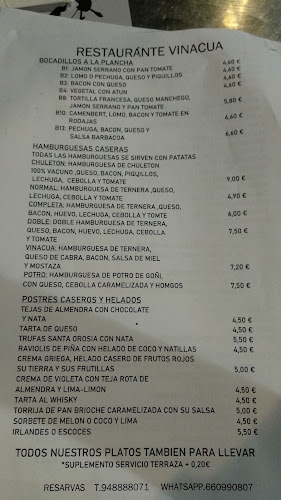 RESTAURANTE VINACUA
BOCADILLOS A LA PLANCHA
B1: JAMON SERRANO CON PAN TOMATE 4,60 €
B2: LOMO O PECHUGA, QUESO Y PIQUILLOS 4,60 €
B3: BACON CON QUESO 4,60 €
B4: VEGETAL CON ATUN 4,60 €
B8: TORTILLA FRANCESA, QUESO MANCHEGO, 5,80 €
JAMON SERRANO Y PAN TOMATE
B10: CAMENBERT, LOMO, BACON Y TOMATE EN 6,60 €
RODAJAS
B13: PECHUGA, BACON, QUESO Y 6,60 €
SALSA BARBACOA
HAMBURGUESAS CASERAS
TODAS LAS HAMBURGUESAS SE SIRVEN CON PATATAS
CHULETON: HAMBURGUESA DE CHULETON
100% VACUNO ,QUESO, BACON, PIQUILLOS,
LECHUGA, CEBOLLA Y TOMATE 9,00 €
NORMAL: HAMBURGUESA DE TERNERA ,QUESO,
LECHUGA, CEBOLLA Y TOMATE 4,90 €
COMPLETA: HAMBURGUESA DE TERNERA ,QUESO,
BACON, HUEVO, LECHUGA, CEBOLLA Y TOMTE 6,00 €
DOBLE: DOBLE HAMBURGUESA DE TERNERA,
QUESO, BACON, HUEVO, LECHUGA, CEBOLLA 7,50 €
Y TOMATE
VINACUA: HAMBURGUESA DE TERNERA,
QUESO DE CABRA, BACON, SALSA DE MIEL
Y MOSTAZA 7,20 €
POTRO; HAMBURGUESA DE POTRO DE GOÑI,
CON QUESO, CEBOLLA CARAMELIZADA Y HOMGOS 7,50 €
POSTRES CASEROS Y HELADOS
TEJAS DE ALMENDRA CON CHOCOLATE
Y NATA 4,50 €
TARTA DE QUESO 4,50 €
TRUFAS SANTA OROSIA CON NATA 5,50 €
RAVIOLIS DE PIÑA CON HELADO DE COCO Y NATILLAS 4,50 €
CREMA GRIEGA, HELADO CASERO DE FRUTOS ROJOS
SU TIERRA Y SUS FRUTILLAS 5,00 €
CREMA DE VIOLETA CON TEJA ROTA DE
ALMENDRA Y LIMA-LIMON 4,50 €
TARTA AL WHISKY 4,50 €
TORRIJA DE PAN BRIOCHE CARAMELIZADA CON SU SALSA 5,00 €
SORBETE DE MELON O COCO Y LIMA 4,50 €
IRLANDES O ESCOCES 5,50 €
TODOS NUESTROS PLATOS TAMBIEN PARA LLEVAR
*SUPLEMENTO SERVICIO TERRAZA + 0,20€
RESARVAS T.948888071 WHATSAPP.660990807